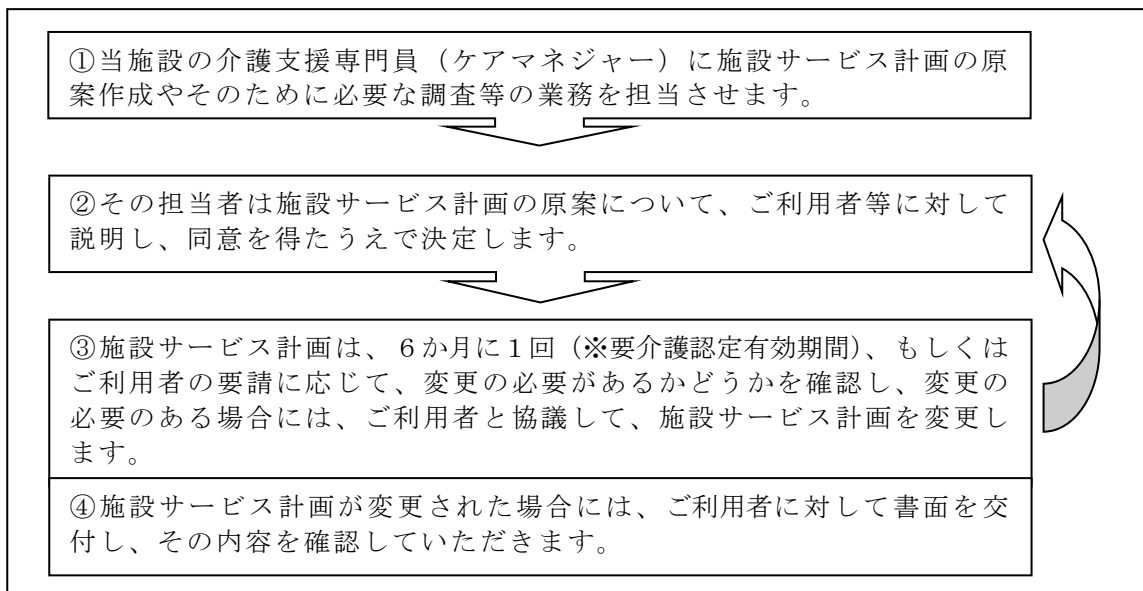 ①当施設の介護支援専門員（ケアマネジャー）に施設サービス計画の原
案作成やそのために必要な調査等の業務を担当させます。
②その担当者は施設サービス計画の原案について、ご利用者等に対して
説明し、同意を得たうえで決定します。
③施設サービス計画は、６か月に１回（※要介護認定有効期間）、もしくは
ご利用者の要請に応じて、変更の必要があるかどうかを確認し、変更の
必要のある場合には、ご利用者と協議して、施設サービス計画を変更し
ます。
④施設サービス計画が変更された場合には、ご利用者に対して書面を交
付し、その内容を確認していただきます。